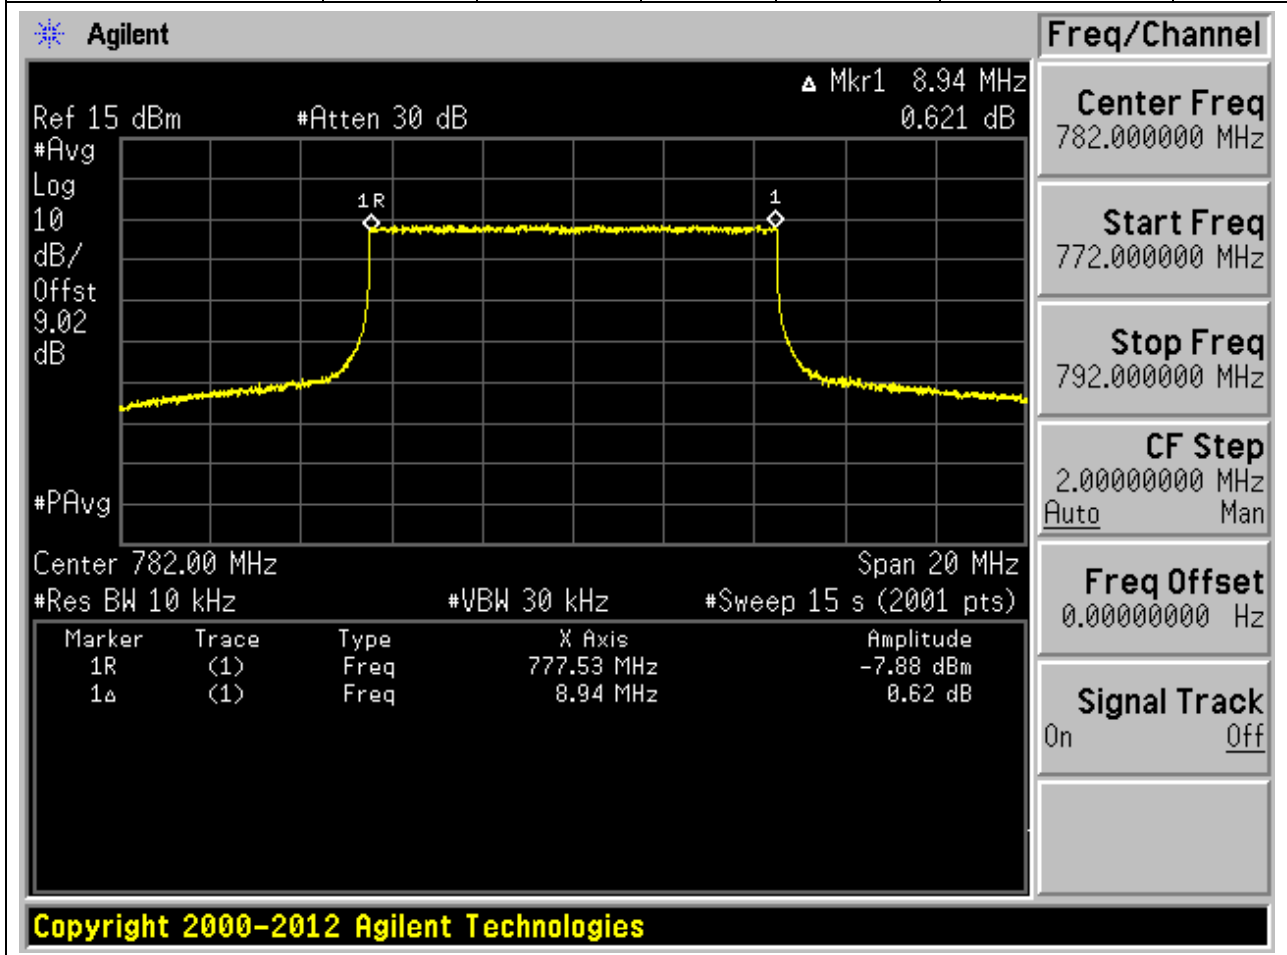 Agilent
Freq/Channel
Δ Mkr1 8.94 MHz
Ref 15 dBm #Atten 30 dB 0.621 dB
#Avg
Log
10
dB/
Offst
9.02
dB
1R
1
#PAvg
Center 782.00 MHz Span 20 MHz
#Res BW 10 kHz #VBW 30 kHz #Sweep 15 s (2001 pts)
Marker Trace Type X Axis Amplitude
1R (1) Freq 777.53 MHz -7.88 dBm
1Δ (1) Freq 8.94 MHz 0.62 dB
Center Freq
782.000000 MHz
Start Freq
772.000000 MHz
Stop Freq
792.000000 MHz
CF Step
2.00000000 MHz
Auto Man
Freq Offset
0.00000000 Hz
Signal Track
On Off
Copyright 2000-2012 Agilent Technologies